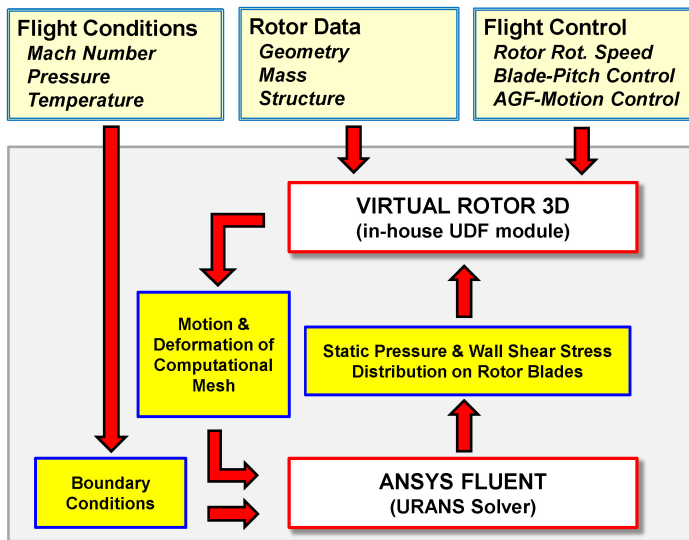 Flight Conditions
Mach Number
Pressure
Temperature
Rotor Data
Geometry
Mass
Structure
Flight Control
Rotor Rot. Speed
Blade-Pitch Control
AGF-Motion Control
VIRTUAL ROTOR 3D
(in-house UDF module)
Motion &
Deformation of
Computational
Mesh
Static Pressure & Wall Shear Stress
Distribution on Rotor Blades
Boundary
Conditions
ANSYS FLUENT
(URANS Solver)